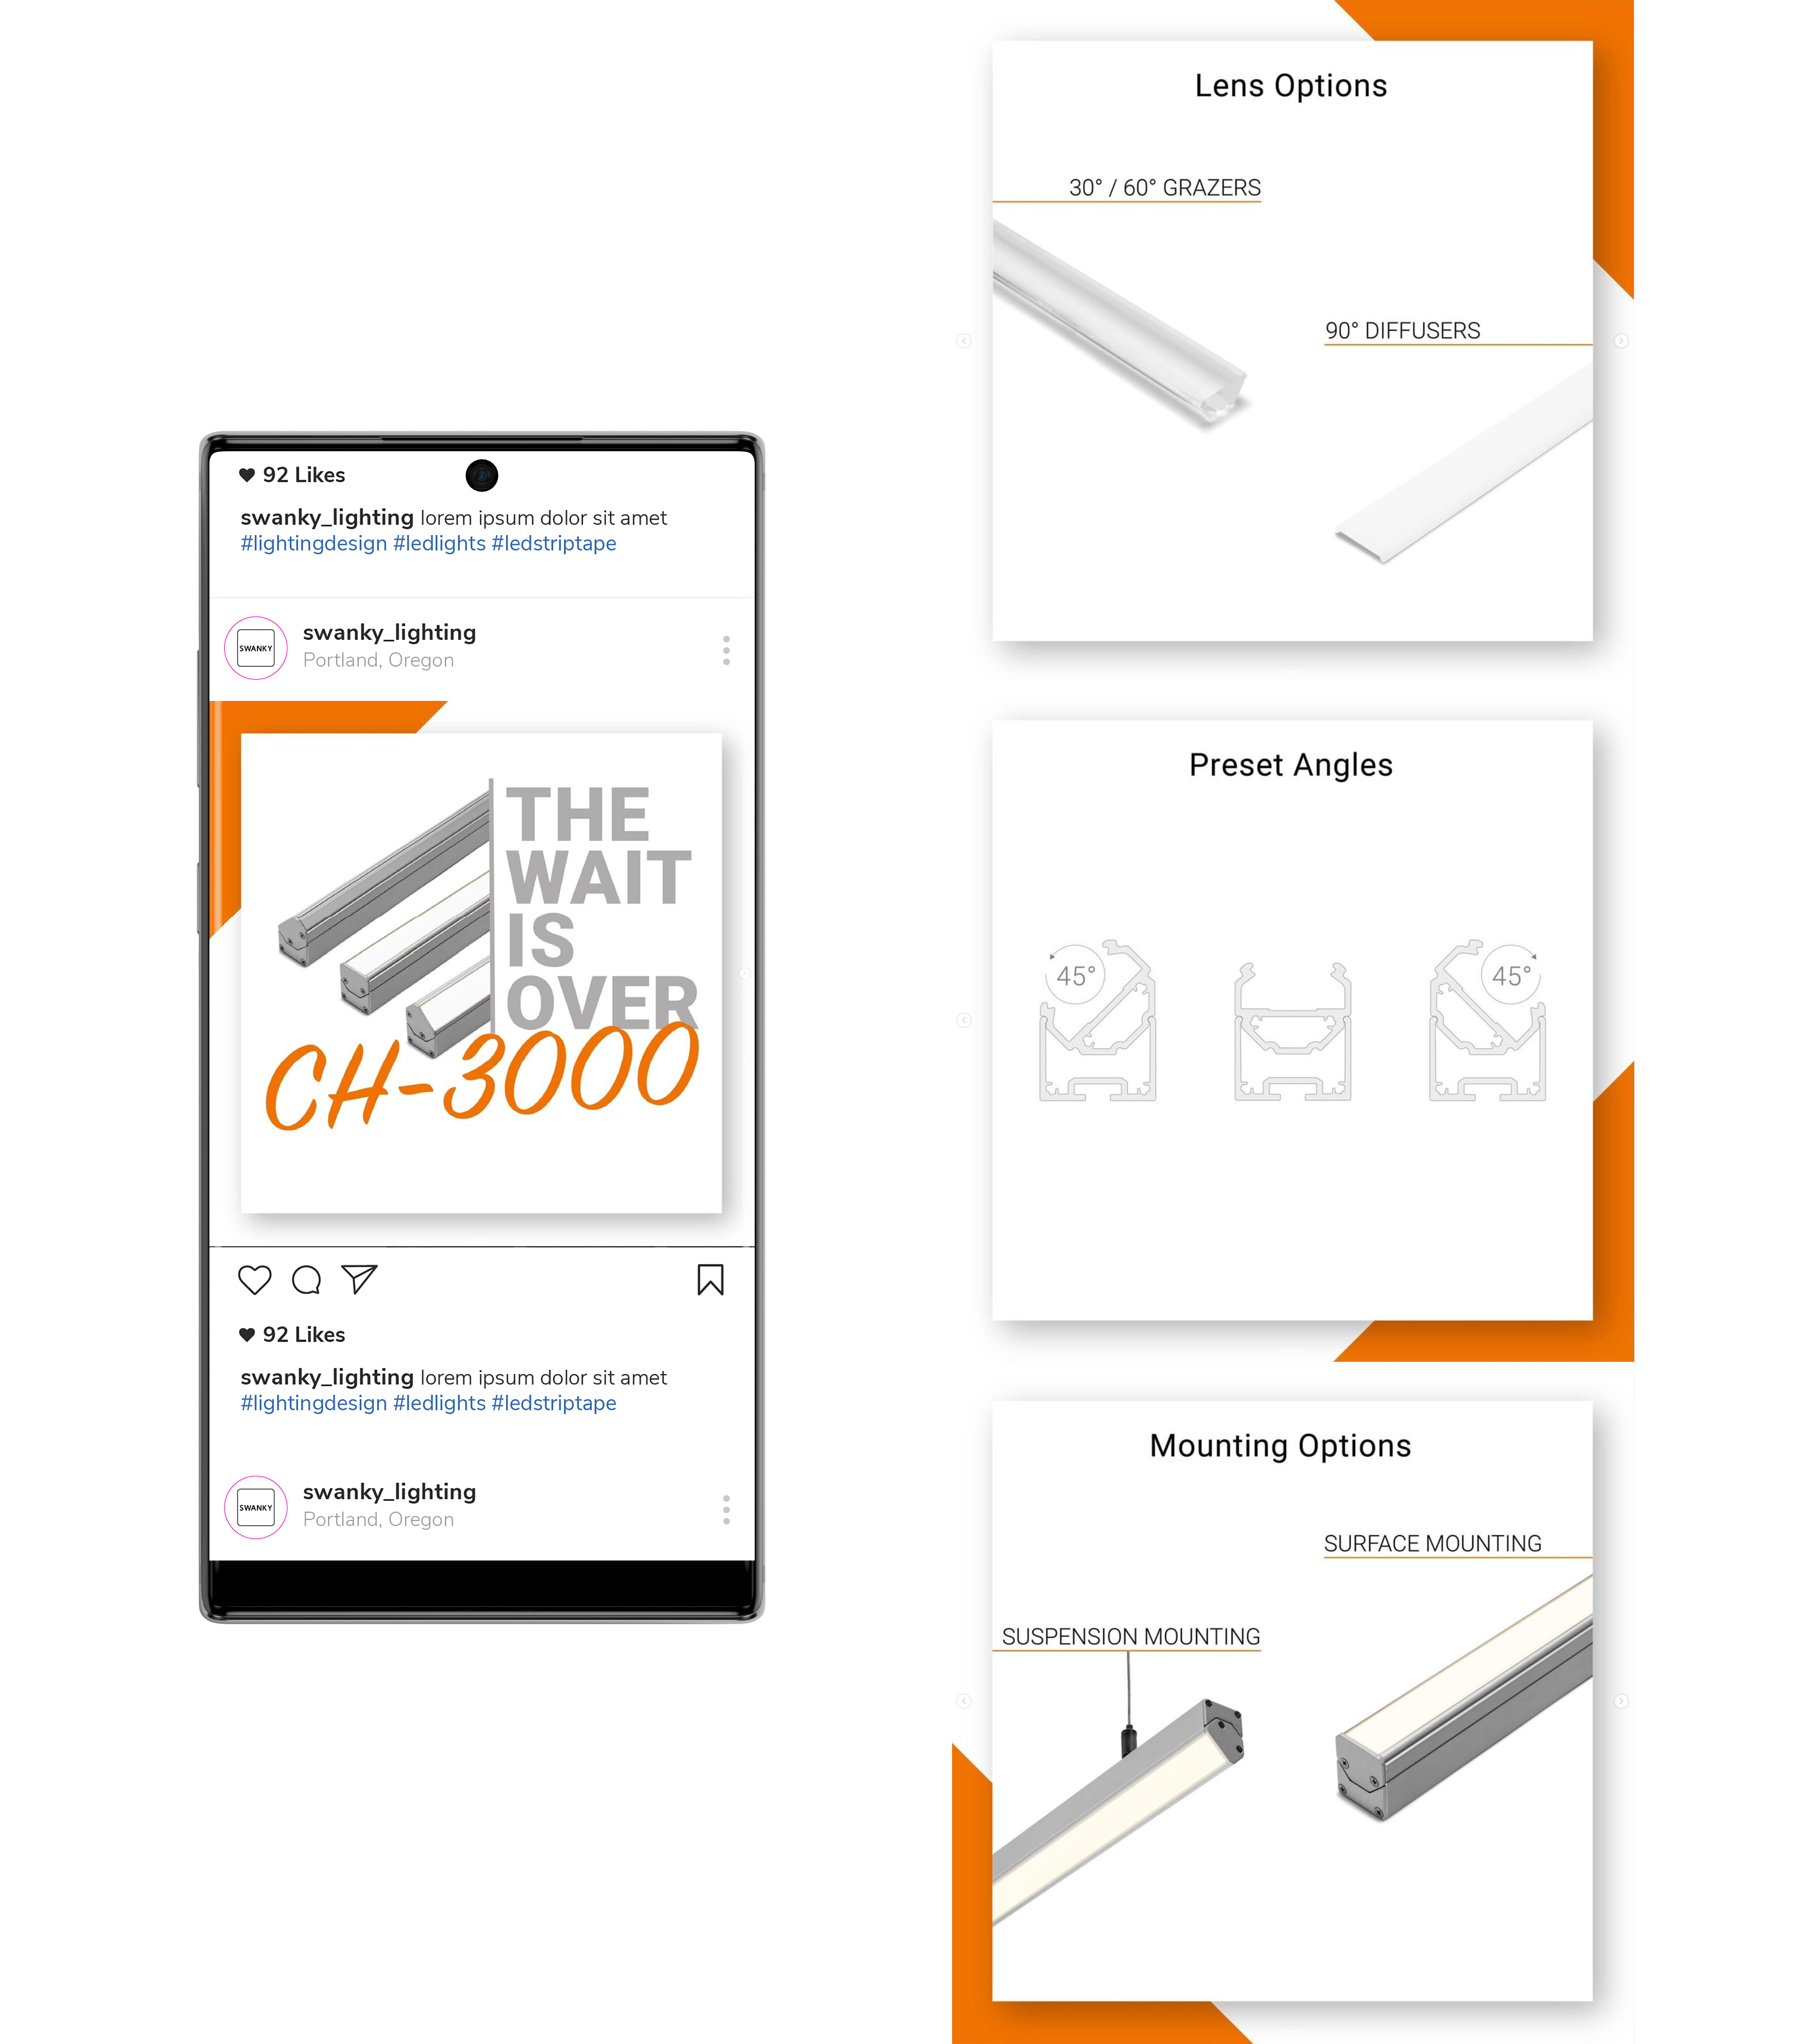 92 Likes
swanky_lighting lorem ipsum dolor sit amet
#lightingdesign #ledlights #ledstriptape
SWANKY
swanky_lighting
Portland, Oregon
THE
WAIT
IS
OVER
CH-3000
92 Likes
swanky_lighting lorem ipsum dolor sit amet
#lightingdesign #ledlights #ledstriptape
SWANKY
swanky_lighting
Portland, Oregon
Lens Options
30° / 60° GRAZERS
90° DIFFUSERS
Preset Angles
45°
45°
Mounting Options
SURFACE MOUNTING
SUSPENSION MOUNTING